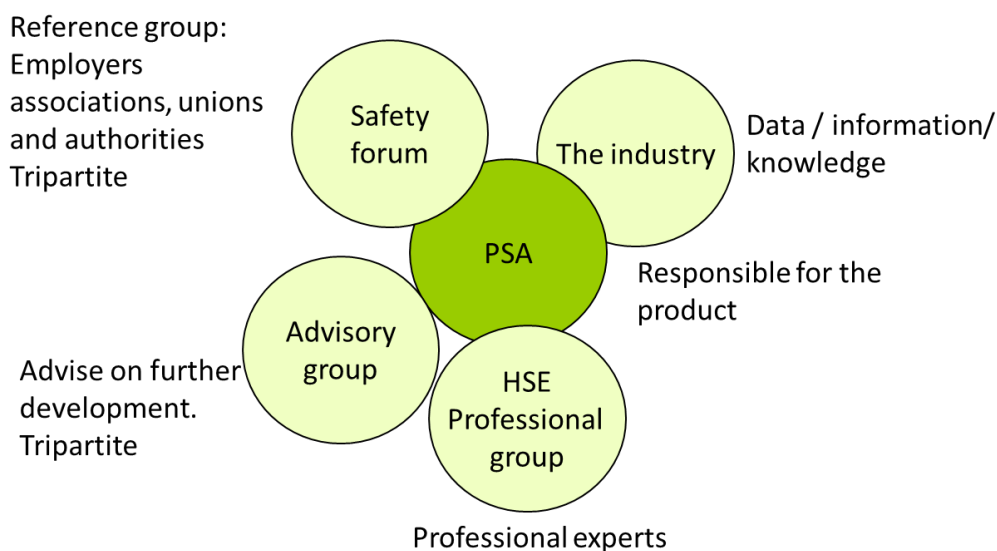 Reference group:
Employers
associations, unions
and authorities
Tripartite
Safety
forum
The industry
Data / information/
knowledge
PSA
Responsible for the
product
Advisory
group
Advise on further
development.
Tripartite
HSE
Professional
group
Professional experts